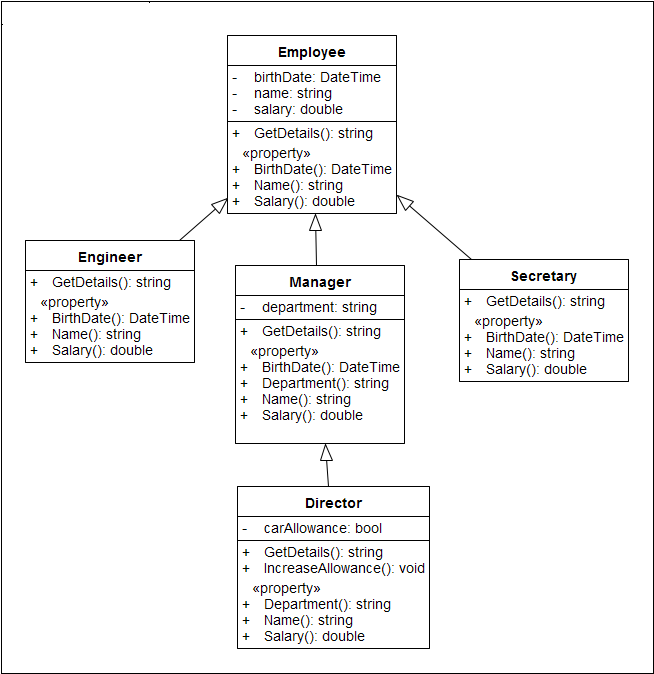 Employee
- birthDate: DateTime
- name: string
- salary: double
+ GetDetails(): string
«property»
+ BirthDate(): DateTime
+ Name(): string
+ Salary(): double
Engineer
+ GetDetails(): string
«property»
+ BirthDate(): DateTime
+ Name(): string
+ Salary(): double
Manager
- department: string
+ GetDetails(): string
«property»
+ BirthDate(): DateTime
+ Department(): string
+ Name(): string
+ Salary(): double
Secretary
+ GetDetails(): string
«property»
+ BirthDate(): DateTime
+ Name(): string
+ Salary(): double
Director
- carAllowance: bool
+ GetDetails(): string
+ IncreaseAllowance(): void
«property»
+ Department(): string
+ Name(): string
+ Salary(): double